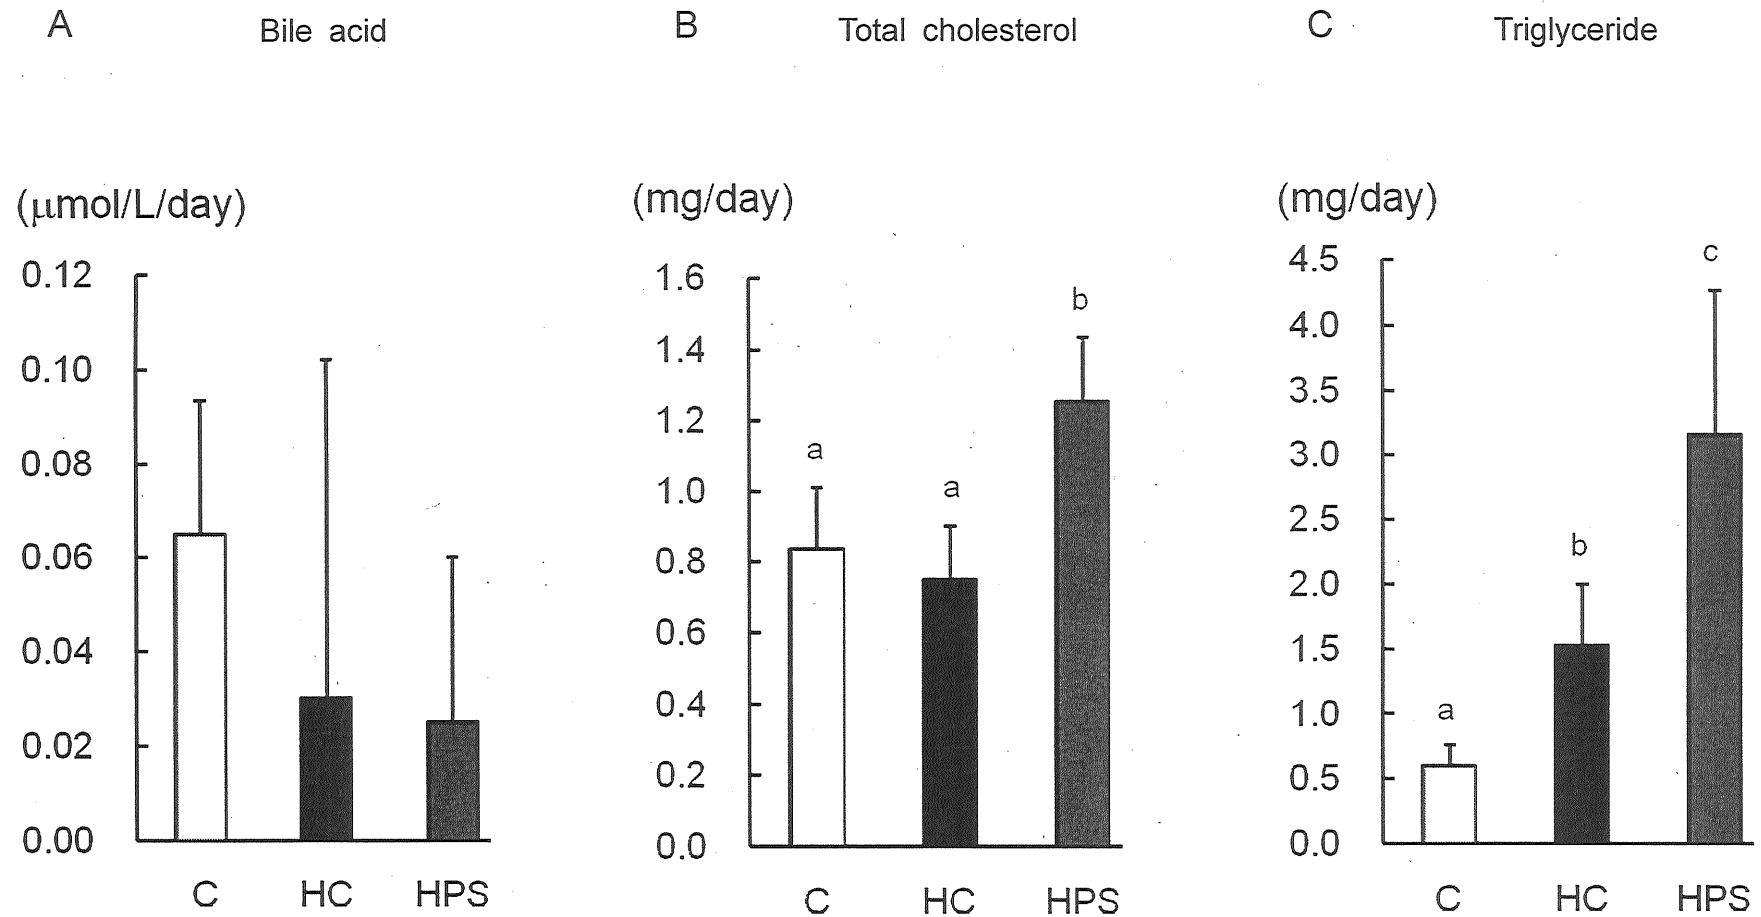 A Bile acid
(μmol/L/day)
0.12
0.10
0.08
0.06
0.04
0.02
0.00
C HC HPS
B Total cholesterol
(mg/day)
1.6
1.4
1.2
1.0
0.8
0.6
0.4
0.2
0.0
a
a
b
C HC HPS
C Triglyceride
(mg/day)
4.5
4.0
3.5
3.0
2.5
2.0
1.5
1.0
0.5
0.0
a
b
c
C HC HPS